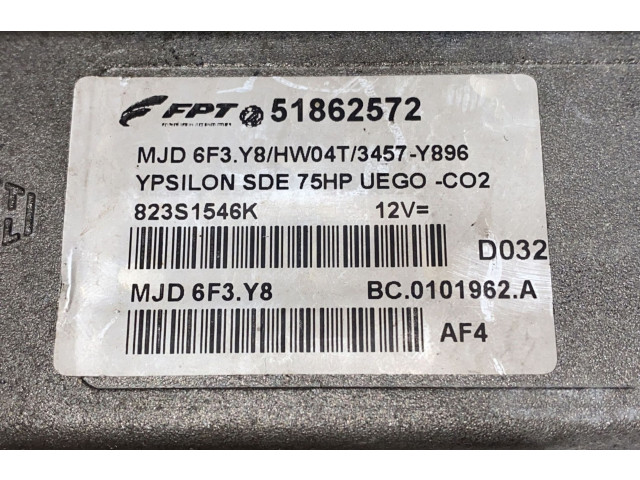 FPT 51862572
MJD 6F3.Y8/HW04T/3457-Y896
YPSILON SDE 75HP UEGO -CO2
823S1546K 12V=
D032
MJD 6F3.Y8 BC.0101962.A
AF4